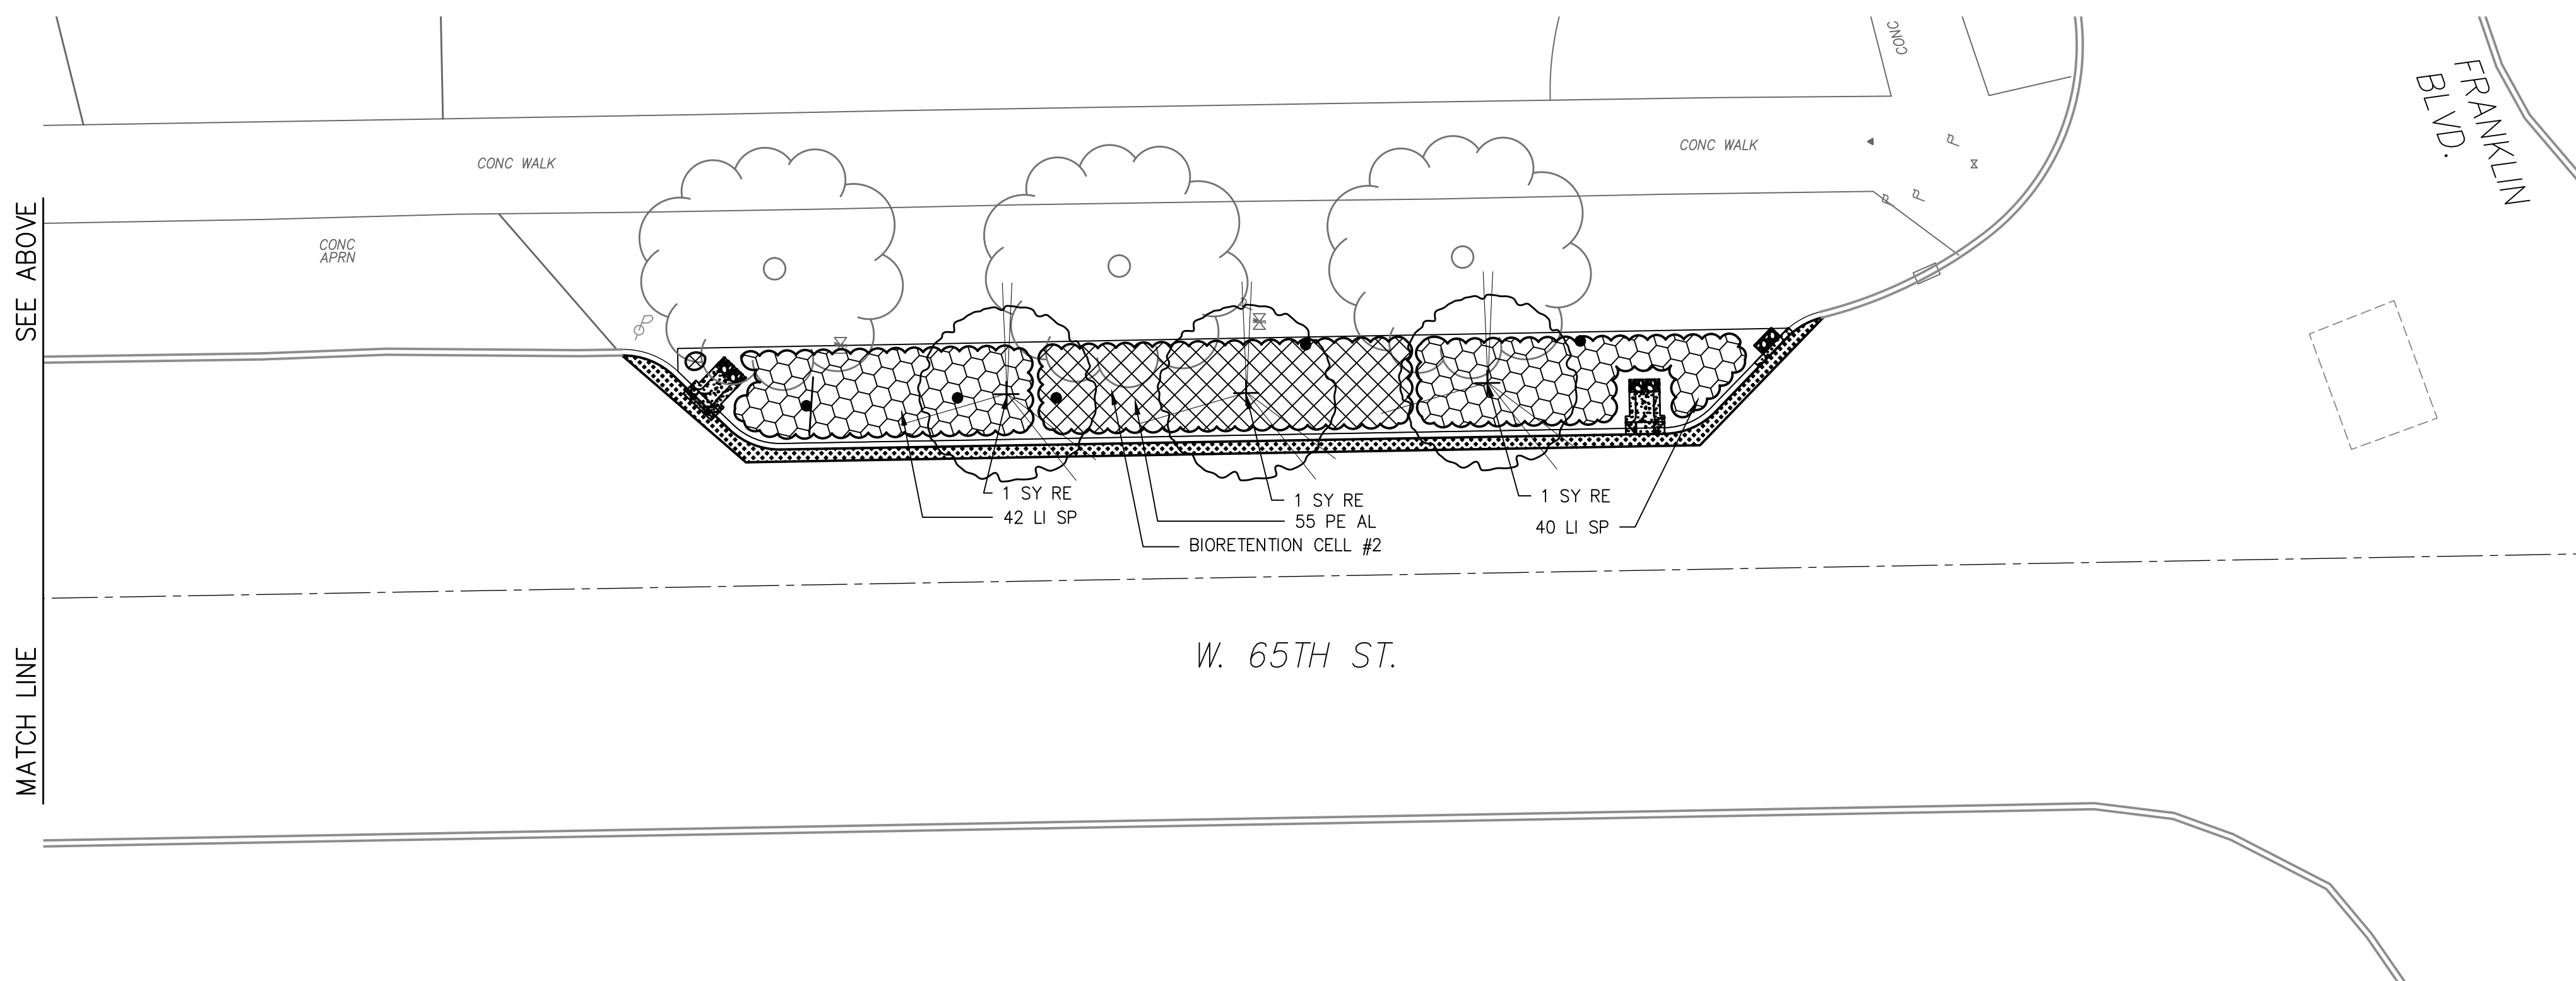 CONC
FRANKLIN
BLVD.
CONC WALK
CONC WALK
SEE ABOVE
CONC
APRN
1 SY RE
42 LI SP
1 SY RE
55 PE AL
BIORETENTION CELL #2
1 SY RE
40 LI SP
W. 65TH ST.
MATCH LINE